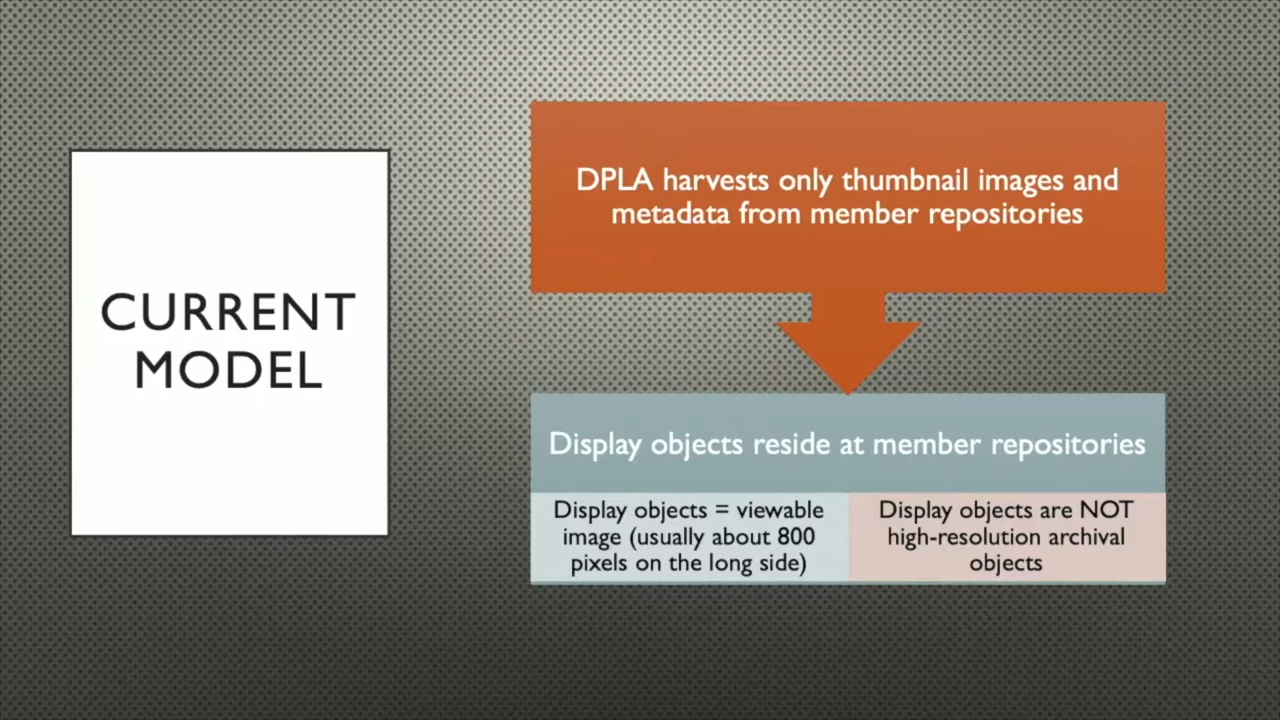 CURRENT
MODEL
DPLA harvests only thumbnail images and
metadata from member repositories
Display objects reside at member repositories
Display objects = viewable
image (usually about 800
pixels on the long side)
Display objects are NOT
high-resolution archival
objects